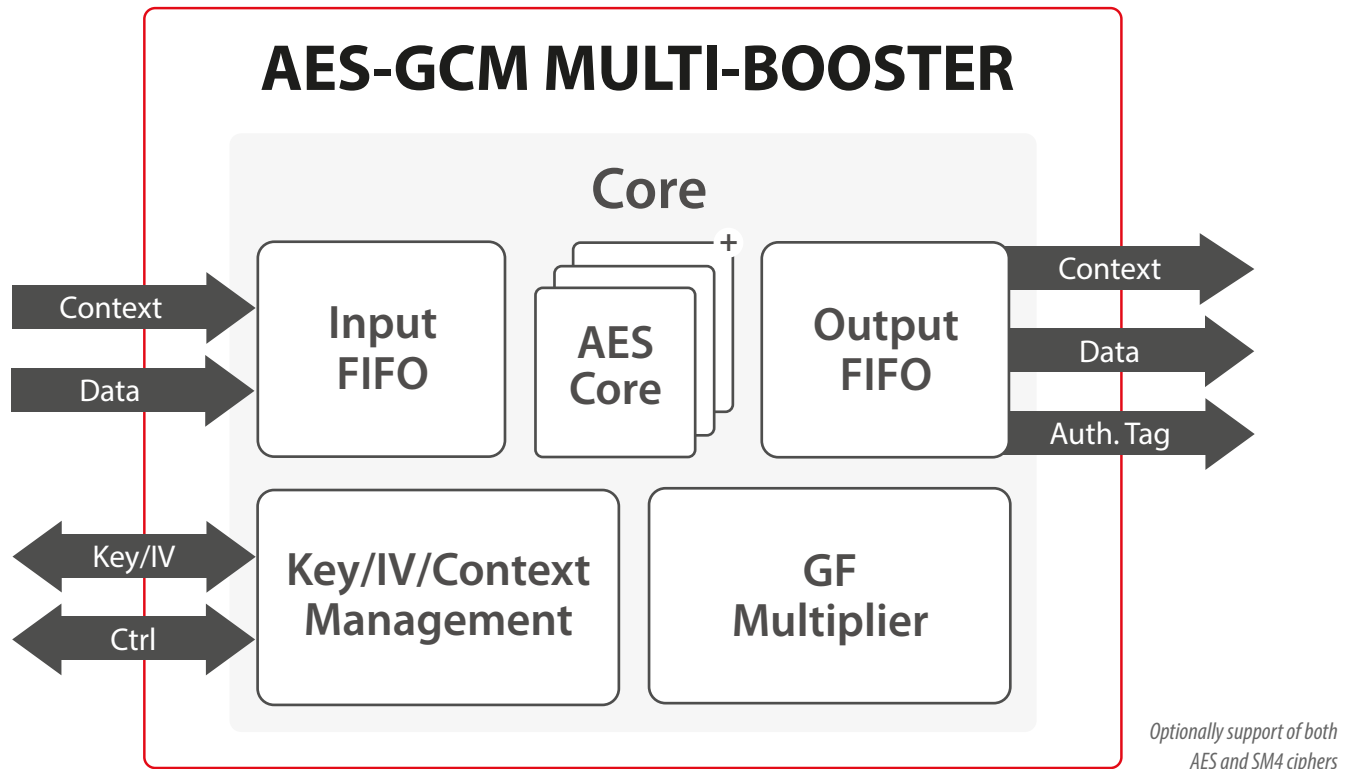 AES-GCM MULTI-BOOSTER
Core
+
Context
Data
Input
FIFO
AES
Core
Output
FIFO
Context
Data
Auth. Tag
Key/IV
Ctrl
Key/IV/Context
Management
GF
Multiplier
Optionally support of both
AES and SM4 ciphers